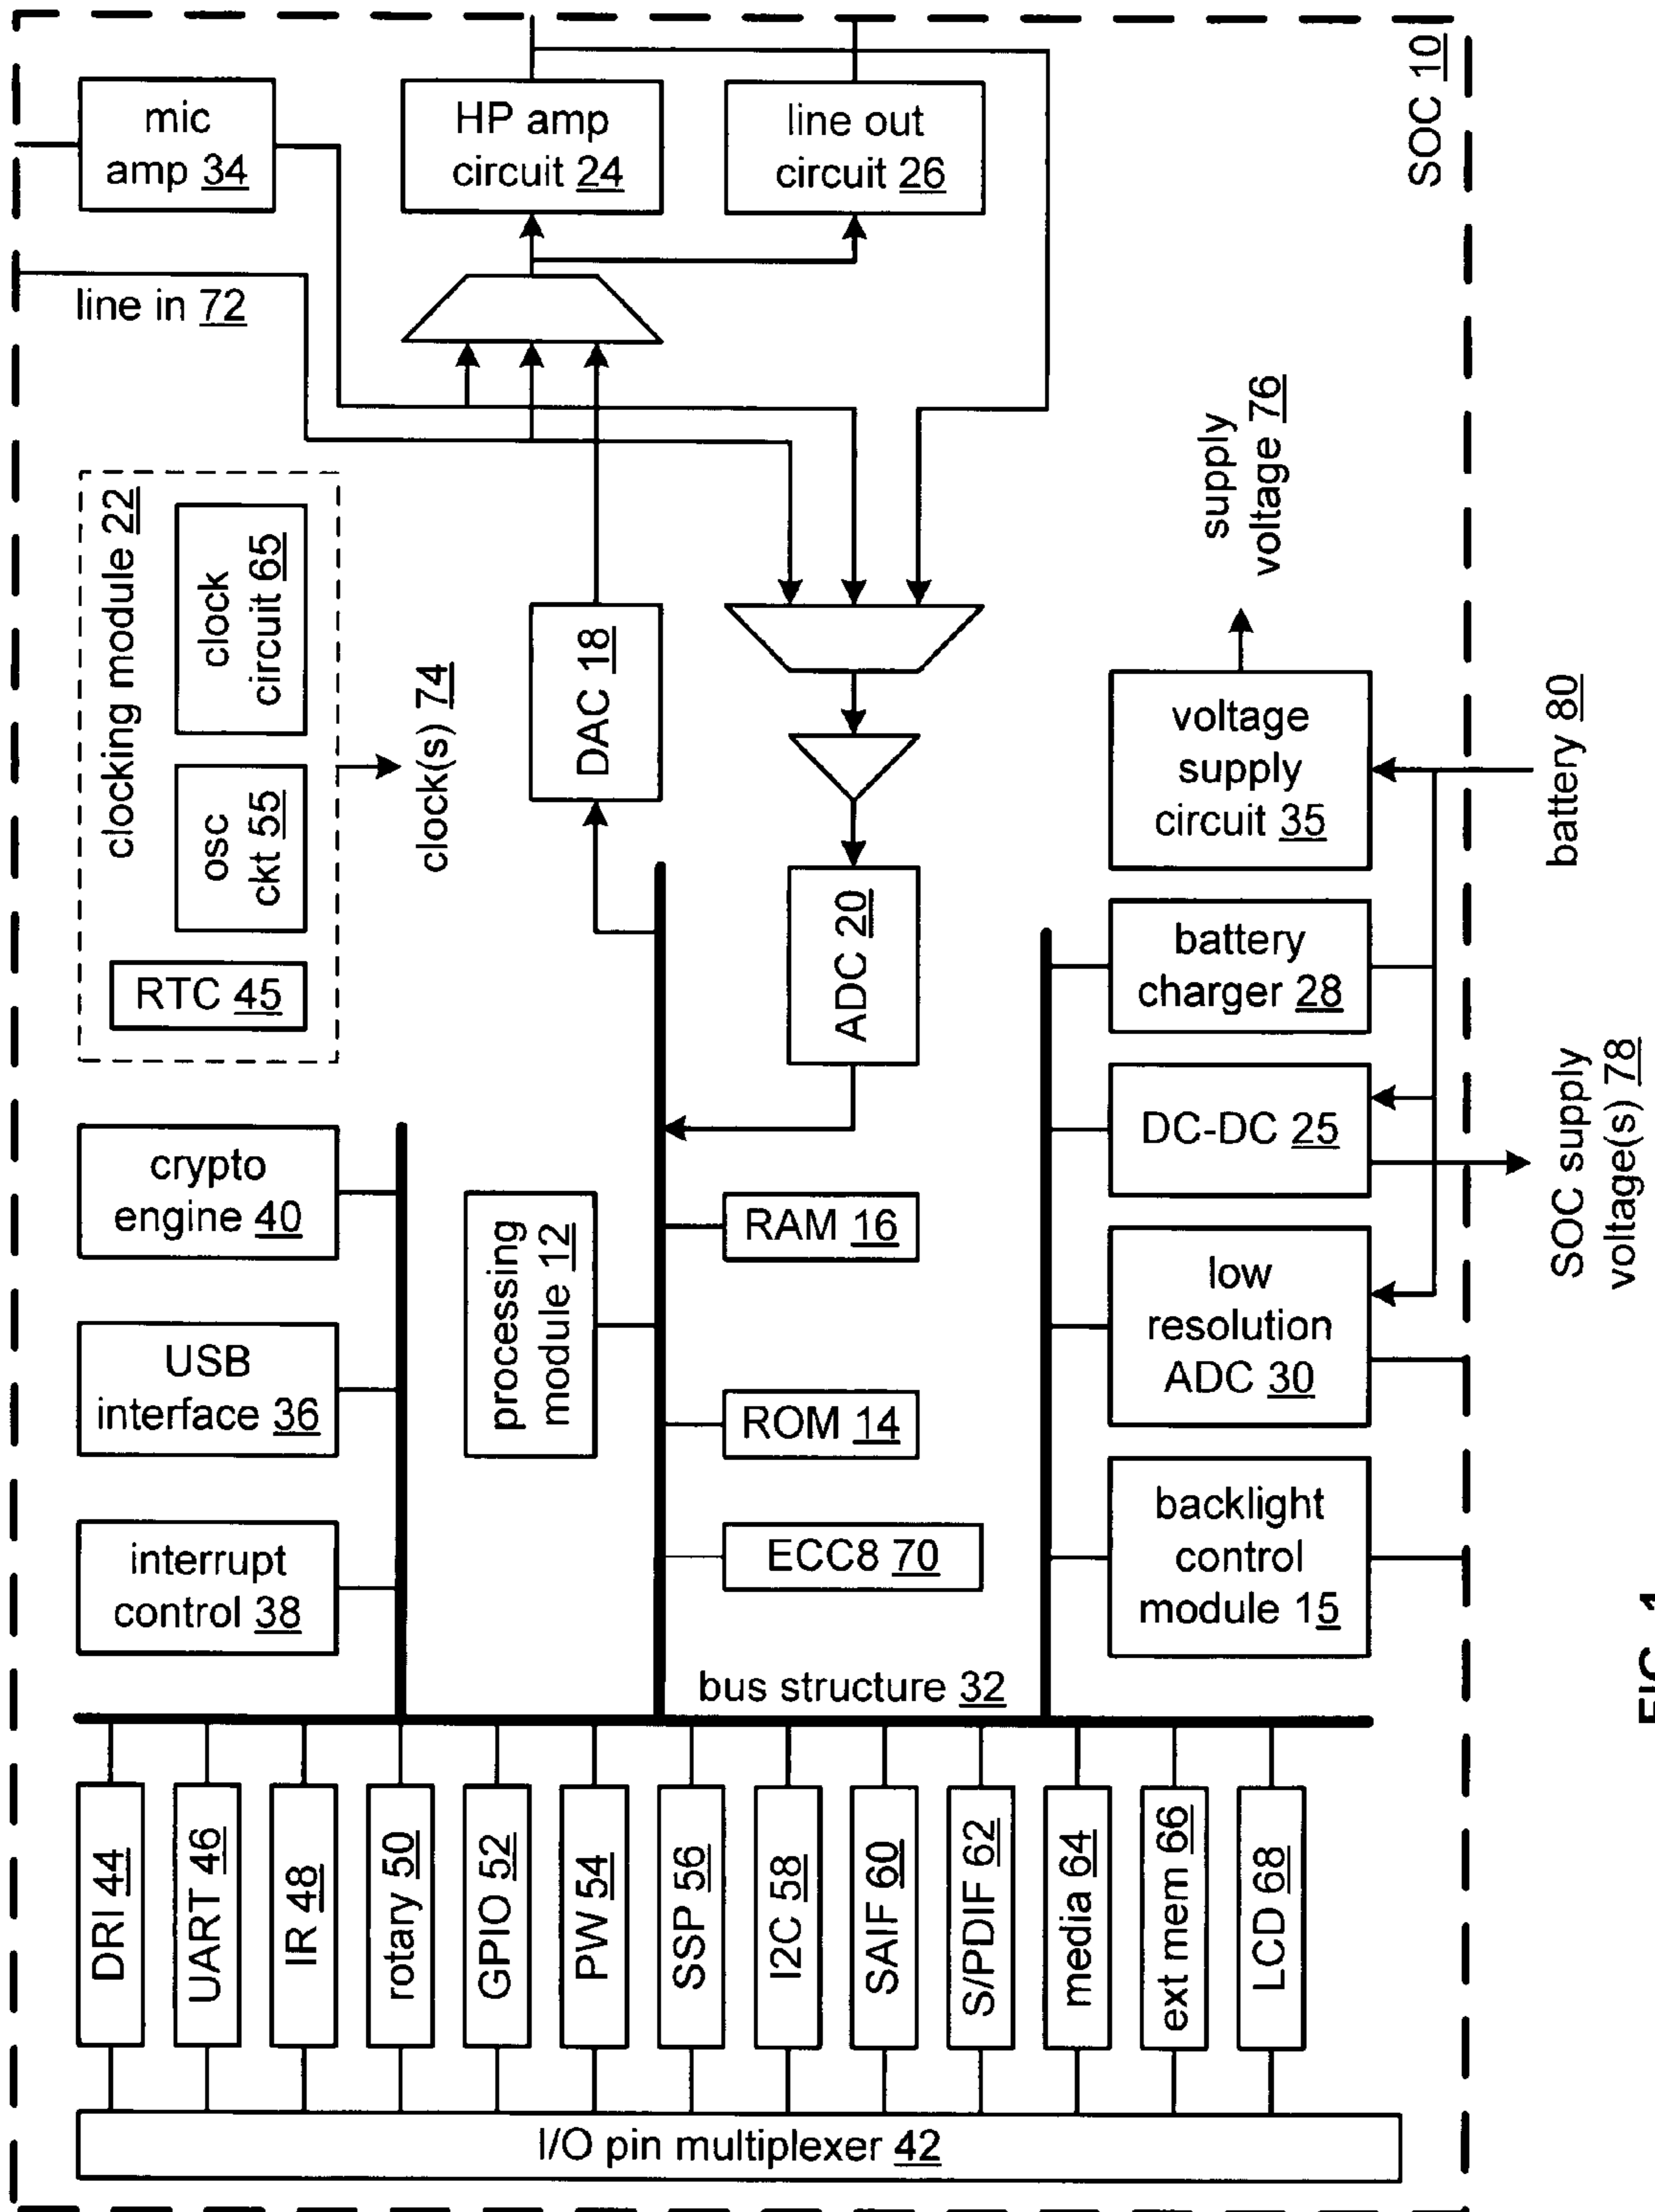 SOC 10
mic
amp 34
HP amp
circuit 24
line out
circuit 26
line in 72
clocking module 22
clock
circuit 65
osc
ckt 55
RTC 45
clock(s) 74
DAC 18
ADC 20
supply
voltage 76
voltage
supply
circuit 35
battery 80
battery
charger 28
DC-DC 25
SOC supply
voltage(s) 78
low
resolution
ADC 30
backlight
control
module 15
crypto
engine 40
USB
interface 36
interrupt
control 38
processing
module 12
RAM 16
ROM 14
ECC8 70
bus structure 32
DRI 44
UART 46
IR 48
rotary 50
GPIO 52
PW 54
SSP 56
I2C 58
SAIF 60
S/PDIF 62
media 64
ext mem 66
LCD 68
I/O pin multiplexer 42
FIG. 1